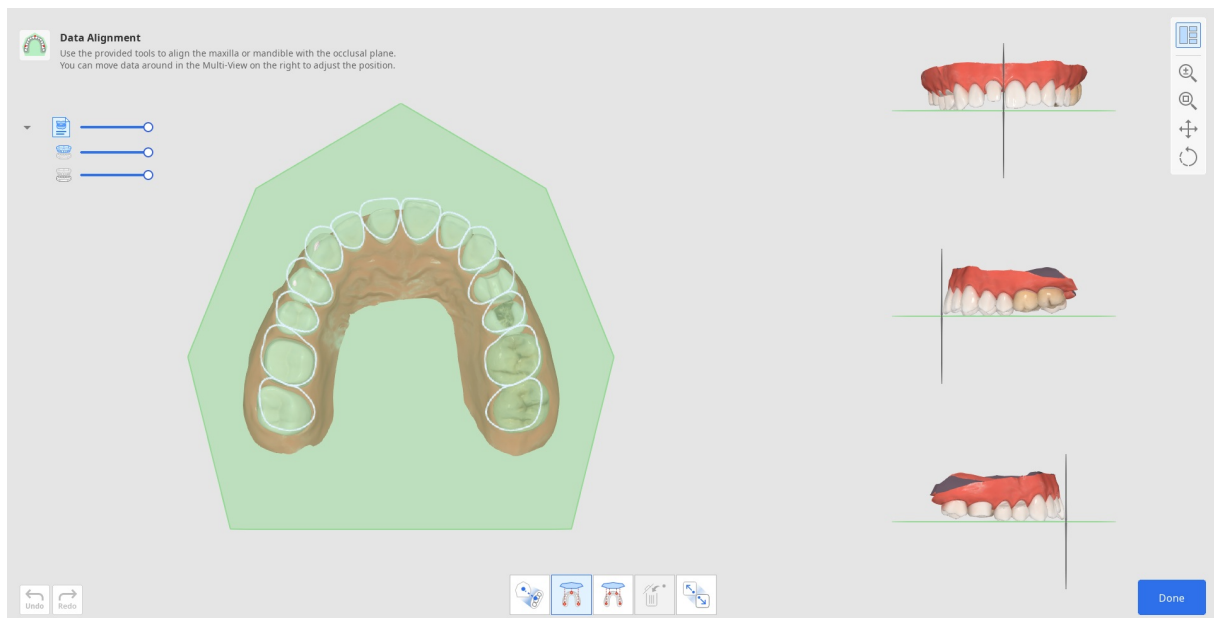 Data Alignment
Use the provided tools to align the maxilla or mandible with the occlusal plane.
You can move data around in the Multi-View on the right to adjust the position.
Undo
Redo
Done